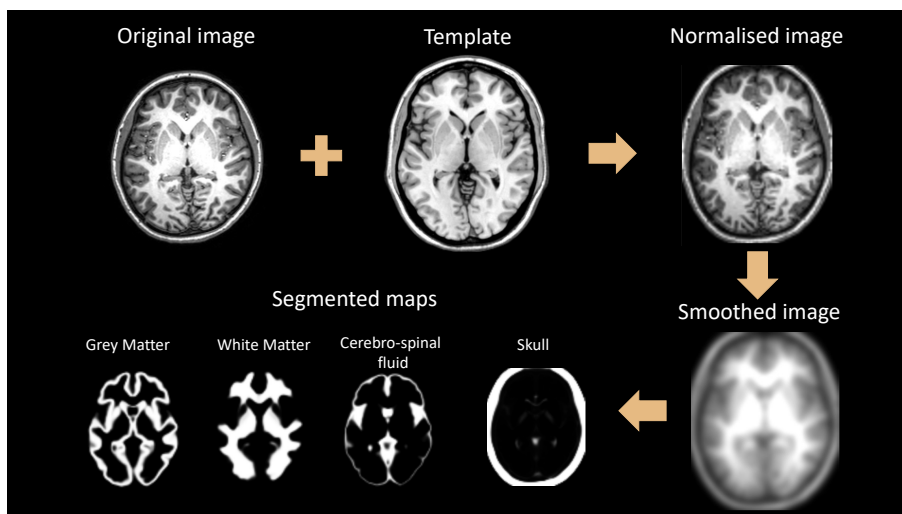 Original image
Template
Normalised image
Smoothed image
Segmented maps
Grey Matter
White Matter
Cerebro-spinal
fluid
Skull